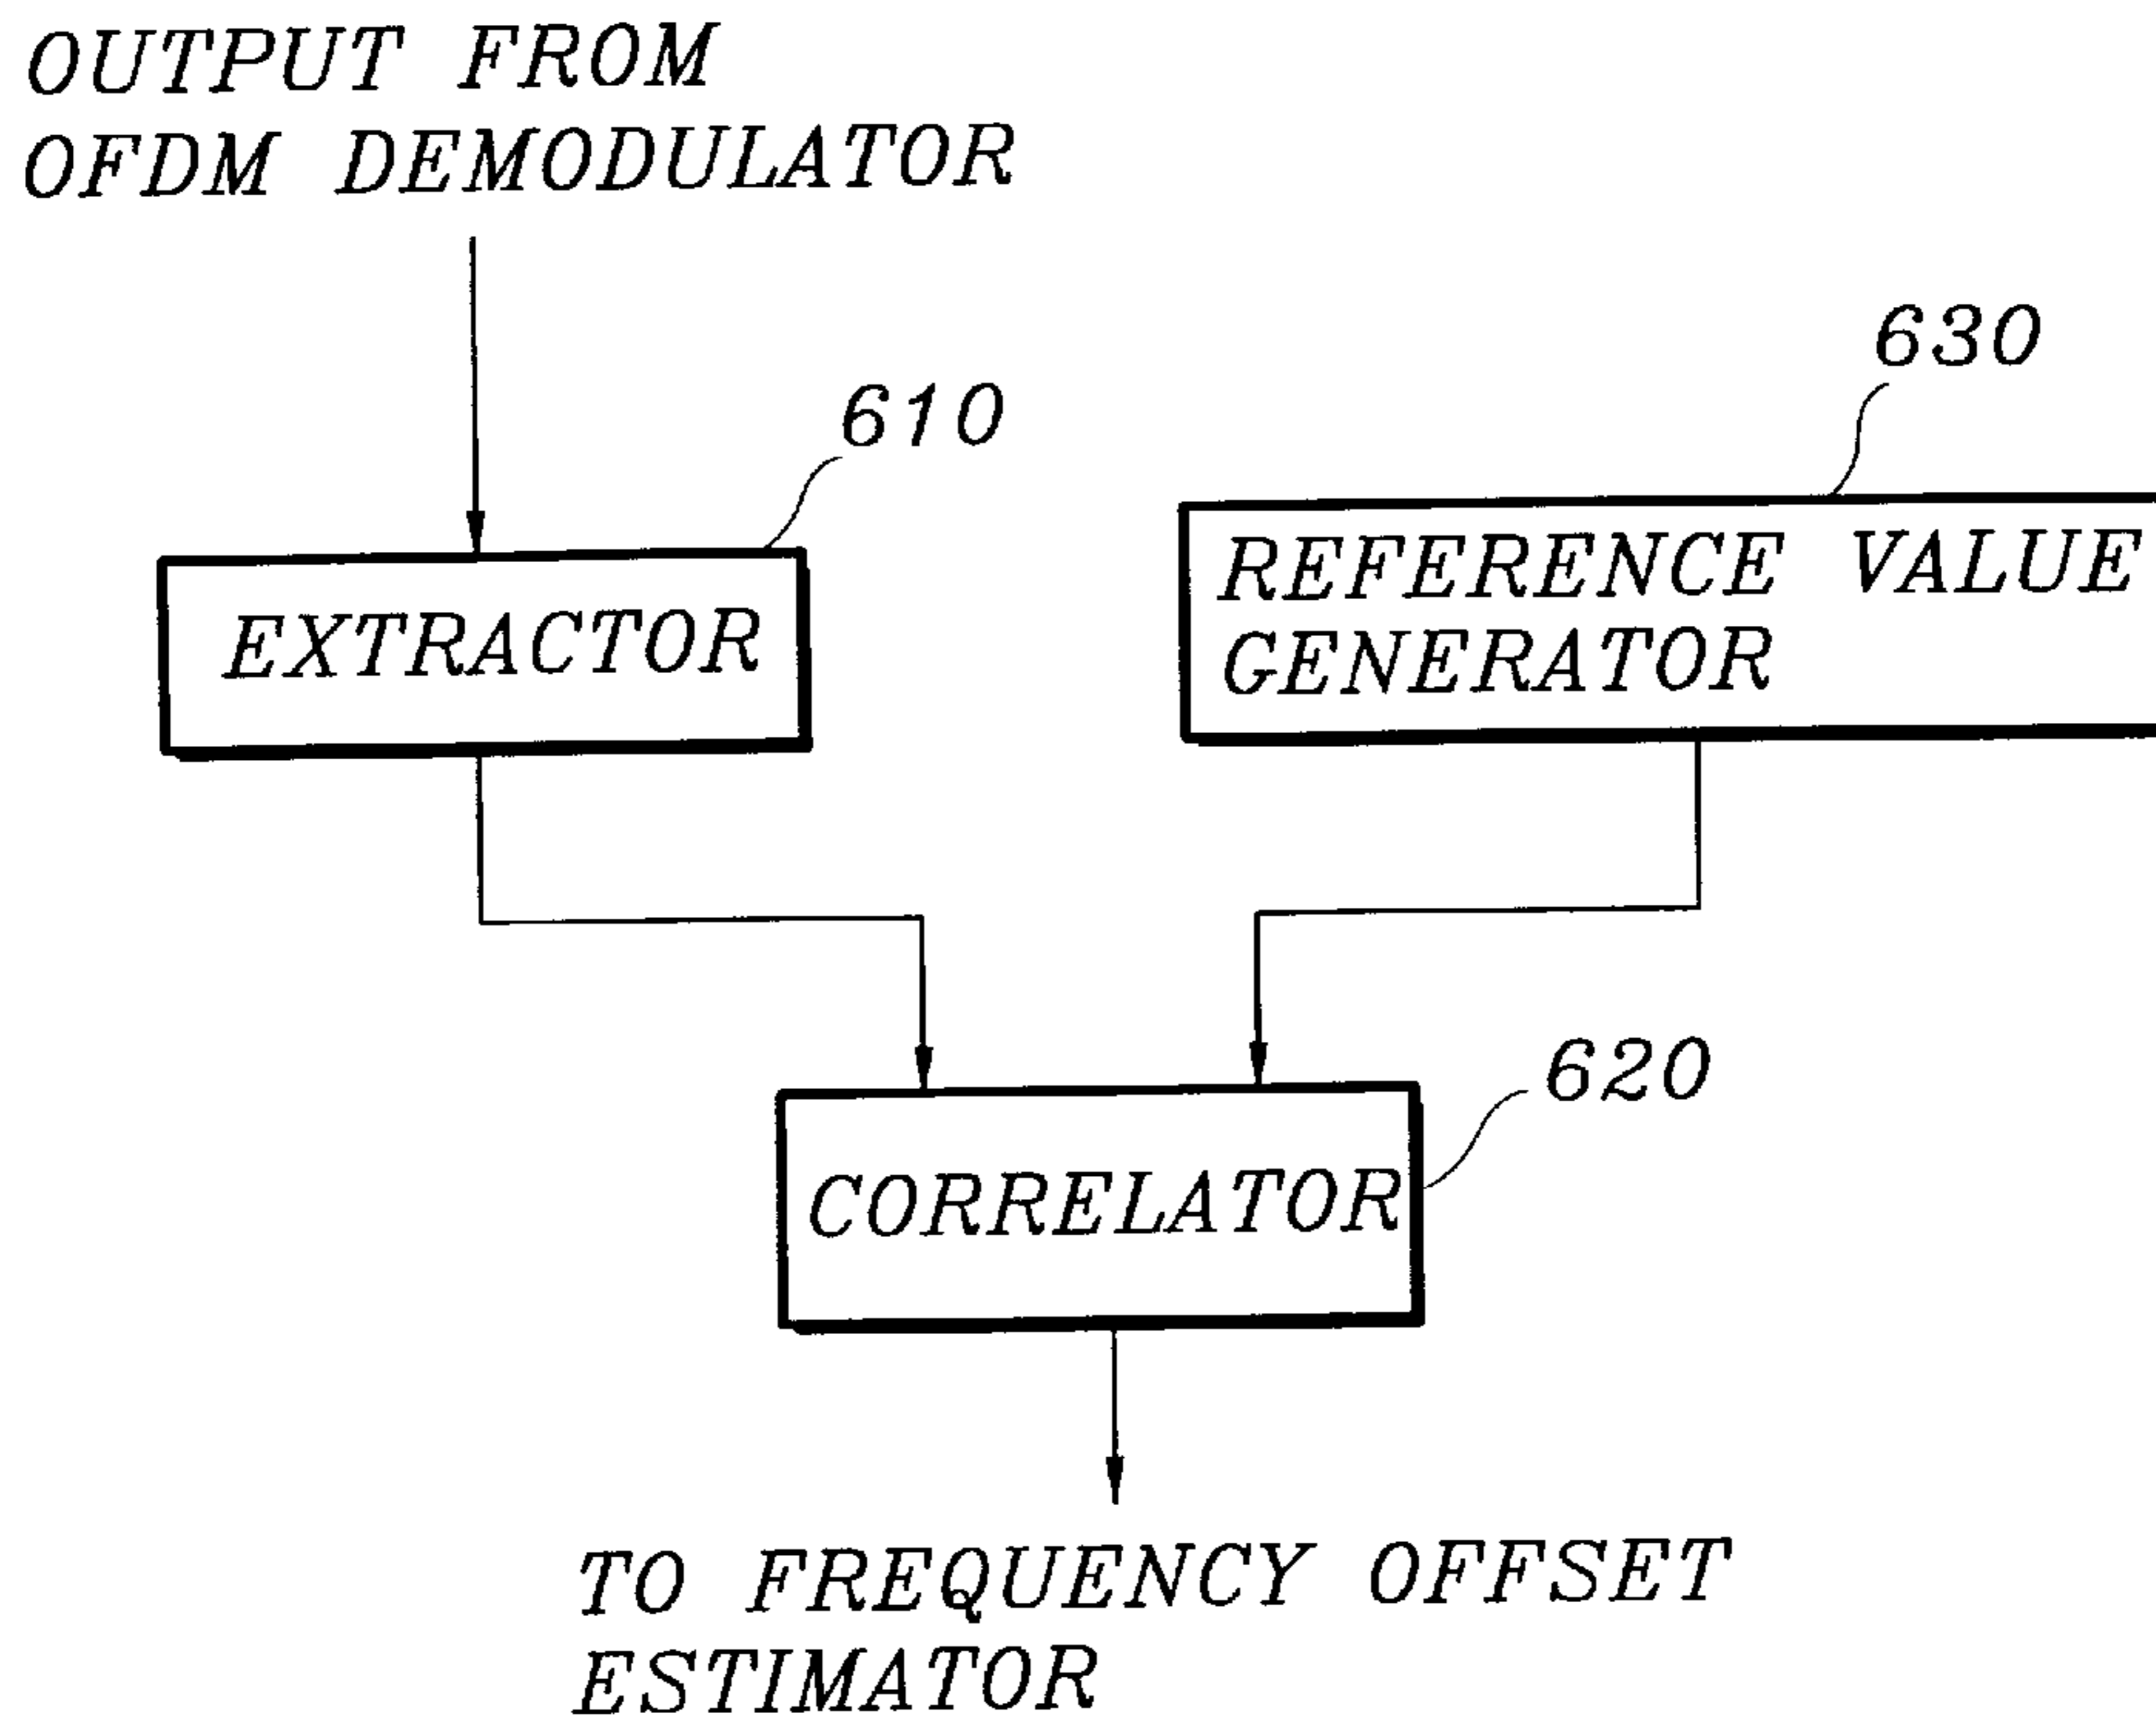 OUTPUT FROM
OFDM DEMODULATOR
630
610
REFERENCE VALUE
GENERATOR
EXTRACTOR
620
CORRELATOR
TO FREQUENCY OFFSET
ESTIMATOR